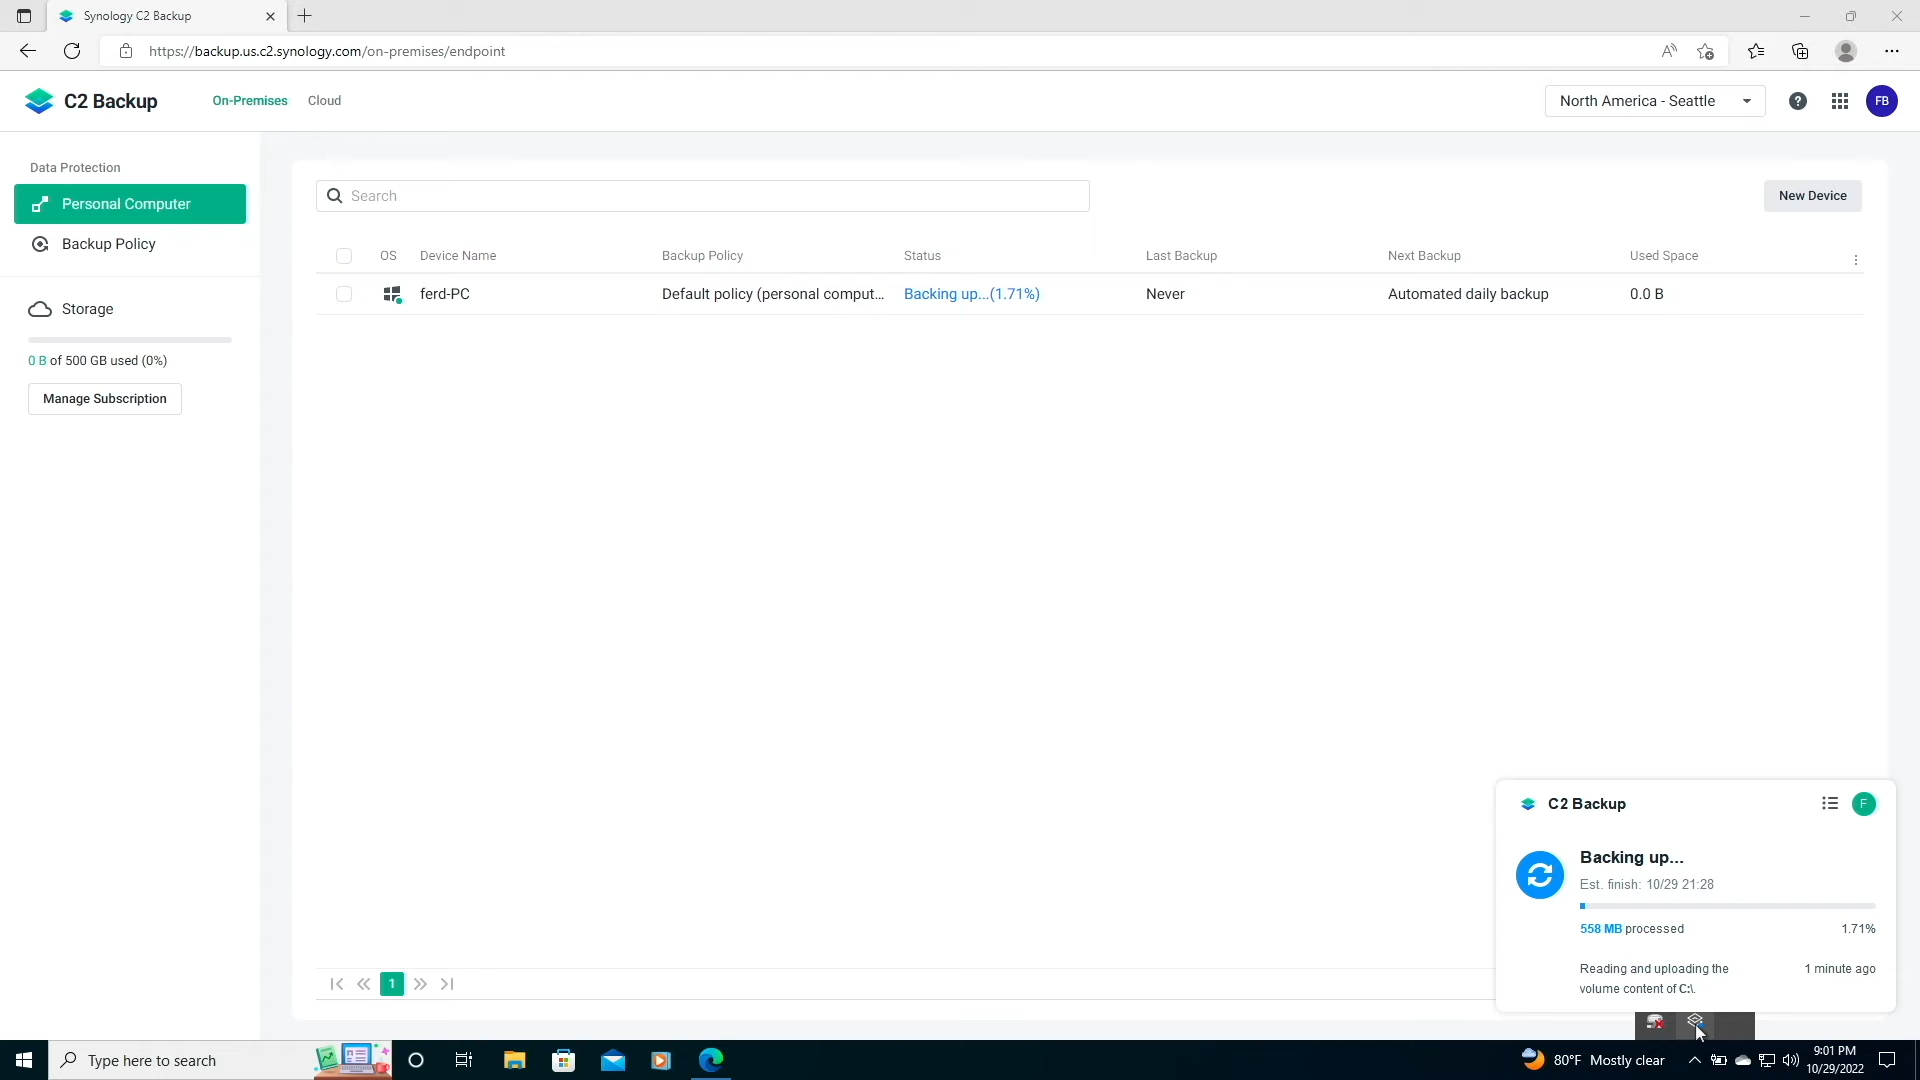 Synology C2 Backup
https://backup.us.c2.synology.com/on-premises/endpoint
C2 Backup
On-Premises
Cloud
North America - Seattle
FB
Data Protection
Personal Computer
Backup Policy
Storage
0 B of 500 GB used (0%)
Manage Subscription
Search
New Device
OS Device Name Backup Policy Status Last Backup Next Backup Used Space
ferd-PC Default policy (personal comput... Backing up...(1.71%) Never Automated daily backup 0.0 B
1
C2 Backup
F
Backing up...
Est. finish: 10/29 21:28
558 MB processed 1.71%
Reading and uploading the 1 minute ago
volume content of C:\.
Type here to search
80°F Mostly clear
9:01 PM
10/29/2022